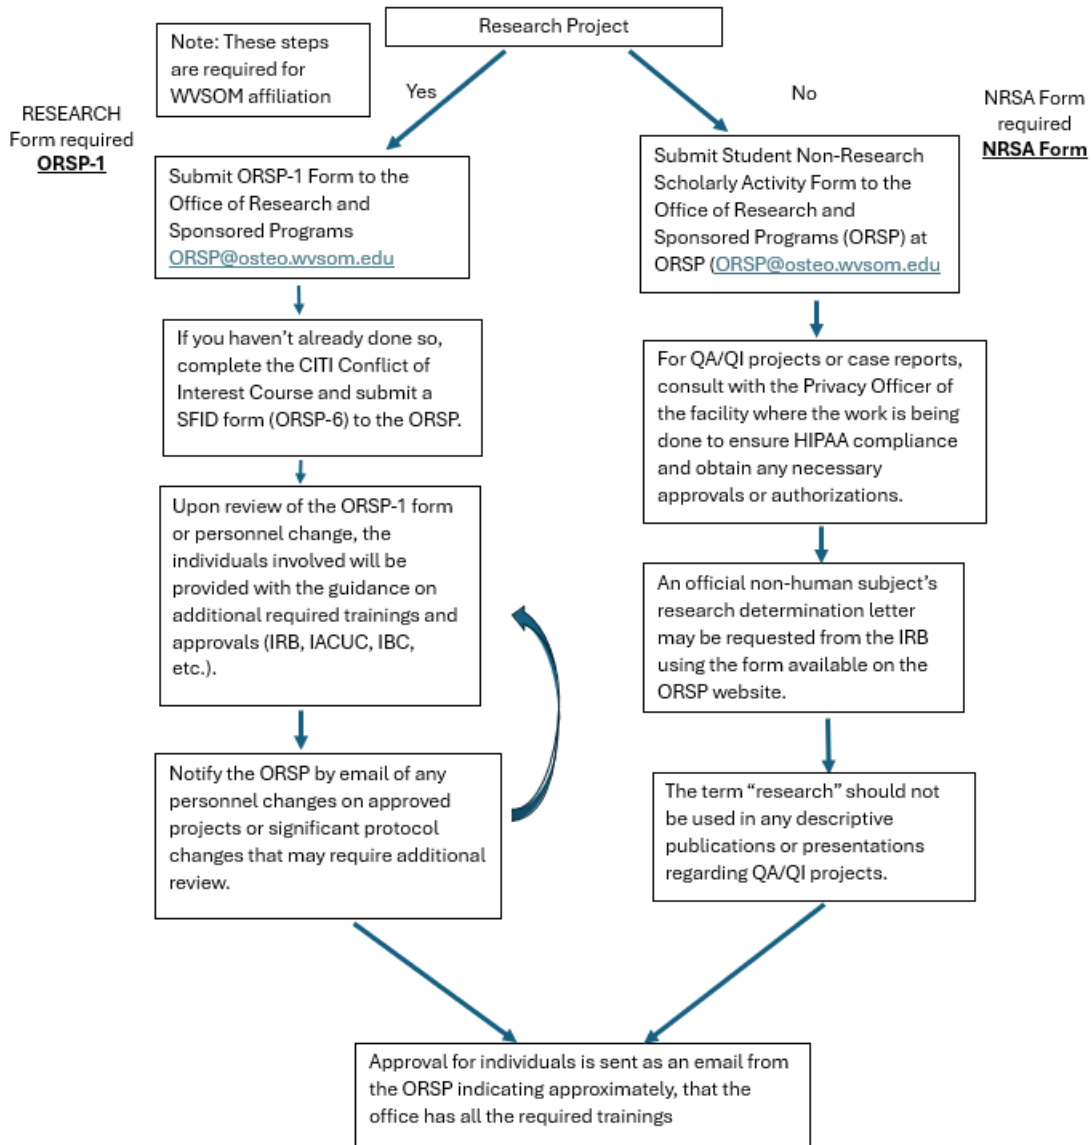 Research Project
Note: These steps
are required for
WVSOM affiliation
Yes
No
RESEARCH
Form required
ORSP-1
NRSA Form
required
NRSA Form
Submit ORSP-1 Form to the
Office of Research and
Sponsored Programs
ORSP@osteo.wvsom.edu
If you haven't already done so,
complete the CITI Conflict of
Interest Course and submit a
SFID form (ORSP-6) to the ORSP.
Upon review of the ORSP-1 form
or personnel change, the
individuals involved will be
provided with the guidance on
additional required trainings and
approvals (IRB, IACUC, IBC,
etc.).
Notify the ORSP by email of any
personnel changes on approved
projects or significant protocol
changes that may require additional
review.
Submit Student Non-Research
Scholarly Activity Form to the
Office of Research and
Sponsored Programs (ORSP) at
ORSP (ORSP@osteo.wvsom.edu
For QA/QI projects or case reports,
consult with the Privacy Officer of
the facility where the work is being
done to ensure HIPAA compliance
and obtain any necessary
approvals or authorizations.
An official non-human subject's
research determination letter
may be requested from the IRB
using the form available on the
ORSP website.
The term “research” should not
be used in any descriptive
publications or presentations
regarding QA/QI projects.
Approval for individuals is sent as an email from
the ORSP indicating approximately, that the
office has all the required trainings